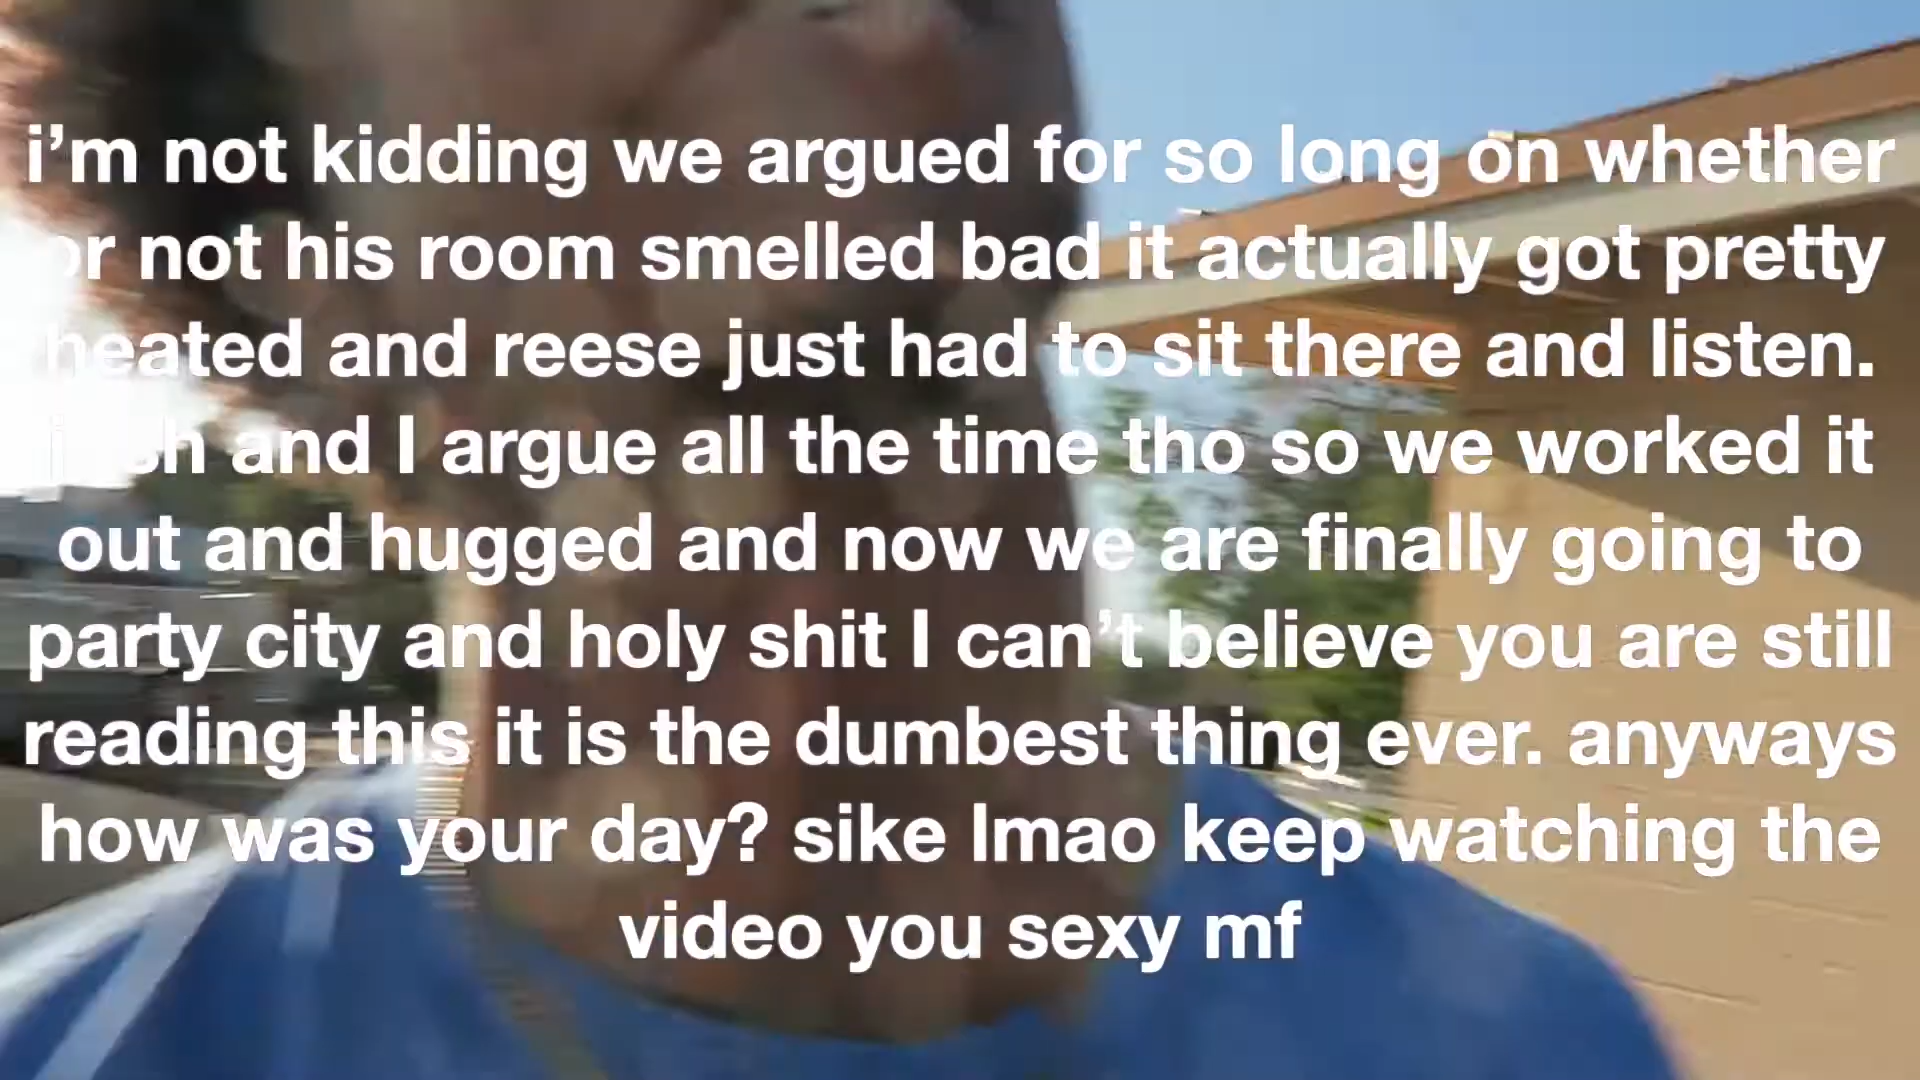 i’m not kidding we argued for so long on whether
or not his room smelled bad it actually got pretty
heated and reese just had to sit there and listen.
and I argue all the time tho so we worked it
out and hugged and now we are finally going to
party city and holy shit I can’t believe you are still
reading this it is the dumbest thing ever. anyways
how was your day? sike lmao keep watching the
video you sexy mf